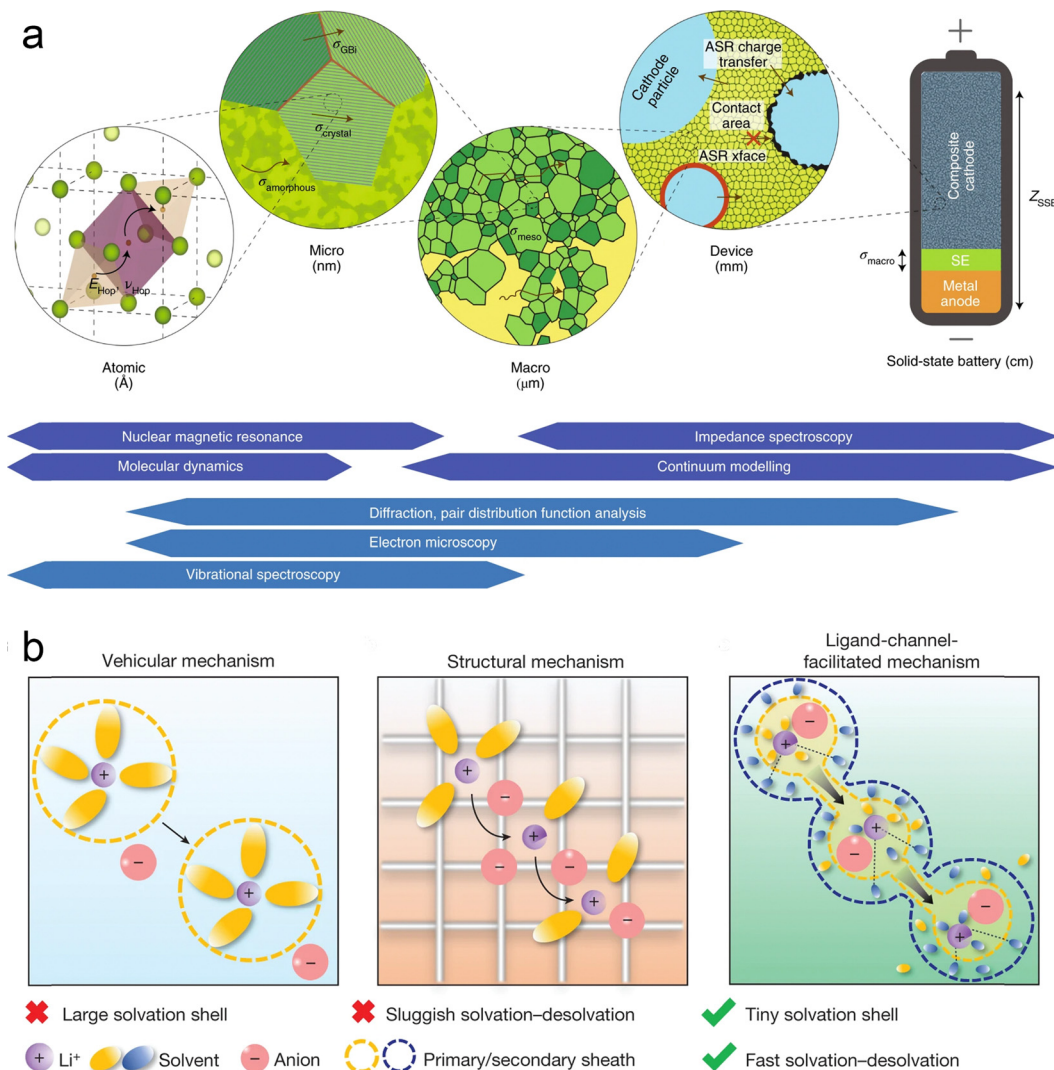 a
σGBi
σcrystal
σamorphous
Micro
(nm)
EHop, νHop
Atomic
(Å)
σmeso
Macro
(μm)
Cathode
particle
ASR charge
transfer
Contact
area
ASR xface
Device
(mm)
+
Composite
cathode
ZSSB
σmacro
SE
Metal
anode
−
Solid-state battery (cm)
Nuclear magnetic resonance
Impedance spectroscopy
Molecular dynamics
Continuum modelling
Diffraction, pair distribution function analysis
Electron microscopy
Vibrational spectroscopy
b
Vehicular mechanism
Structural mechanism
Ligand-channel-
facilitated mechanism
+
−
+
−
+
−
+
−
−
+
−
−
+
−
+
−
+
Large solvation shell
Sluggish solvation–desolvation
Tiny solvation shell
+ Li⁺
Solvent
− Anion
Primary/secondary sheath
Fast solvation–desolvation